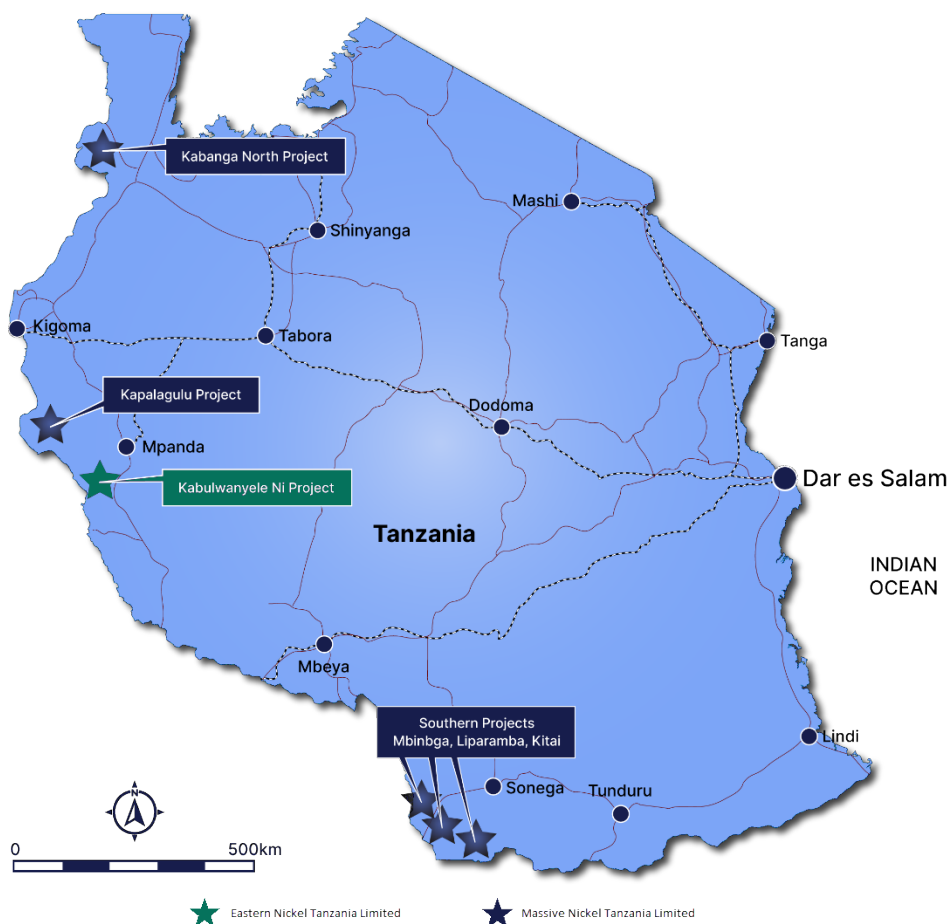 Kabanga North Project
Mashi
Shinyanga
Kigoma
Tabora
Tanga
Kapalagulu Project
Dodoma
Mpanda
Dar es Salam
Kabulwanyele Ni Project
Tanzania
INDIAN
OCEAN
Mbeya
Southern Projects
Mbinbga, Liparamba, Kitai
Lindi
Sonega
Tunduru
N
0
500km
Eastern Nickel Tanzania Limited
Massive Nickel Tanzania Limited